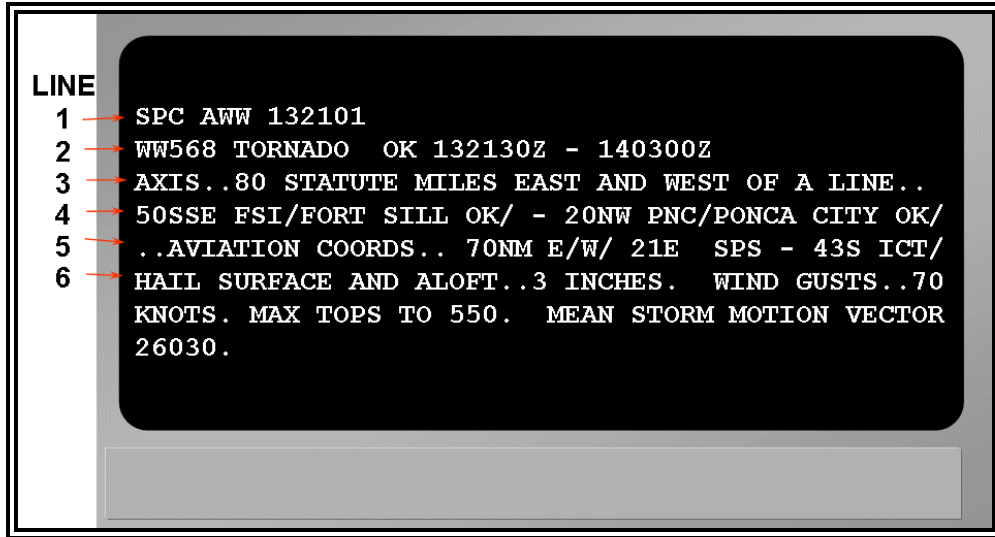 LINE
1 SPC AWW 132101
2 WW568 TORNADO OK 132130Z - 140300Z
3 AXIS..80 STATUTE MILES EAST AND WEST OF A LINE..
4 50SSE FSI/FORT SILL OK/ - 20NW PNC/PONCA CITY OK/
5 ..AVIATION COORDS.. 70NM E/W/ 21E SPS - 43S ICT/
6 HAIL SURFACE AND ALOFT..3 INCHES. WIND GUSTS..70
KNOTS. MAX TOPS TO 550. MEAN STORM MOTION VECTOR
26030.